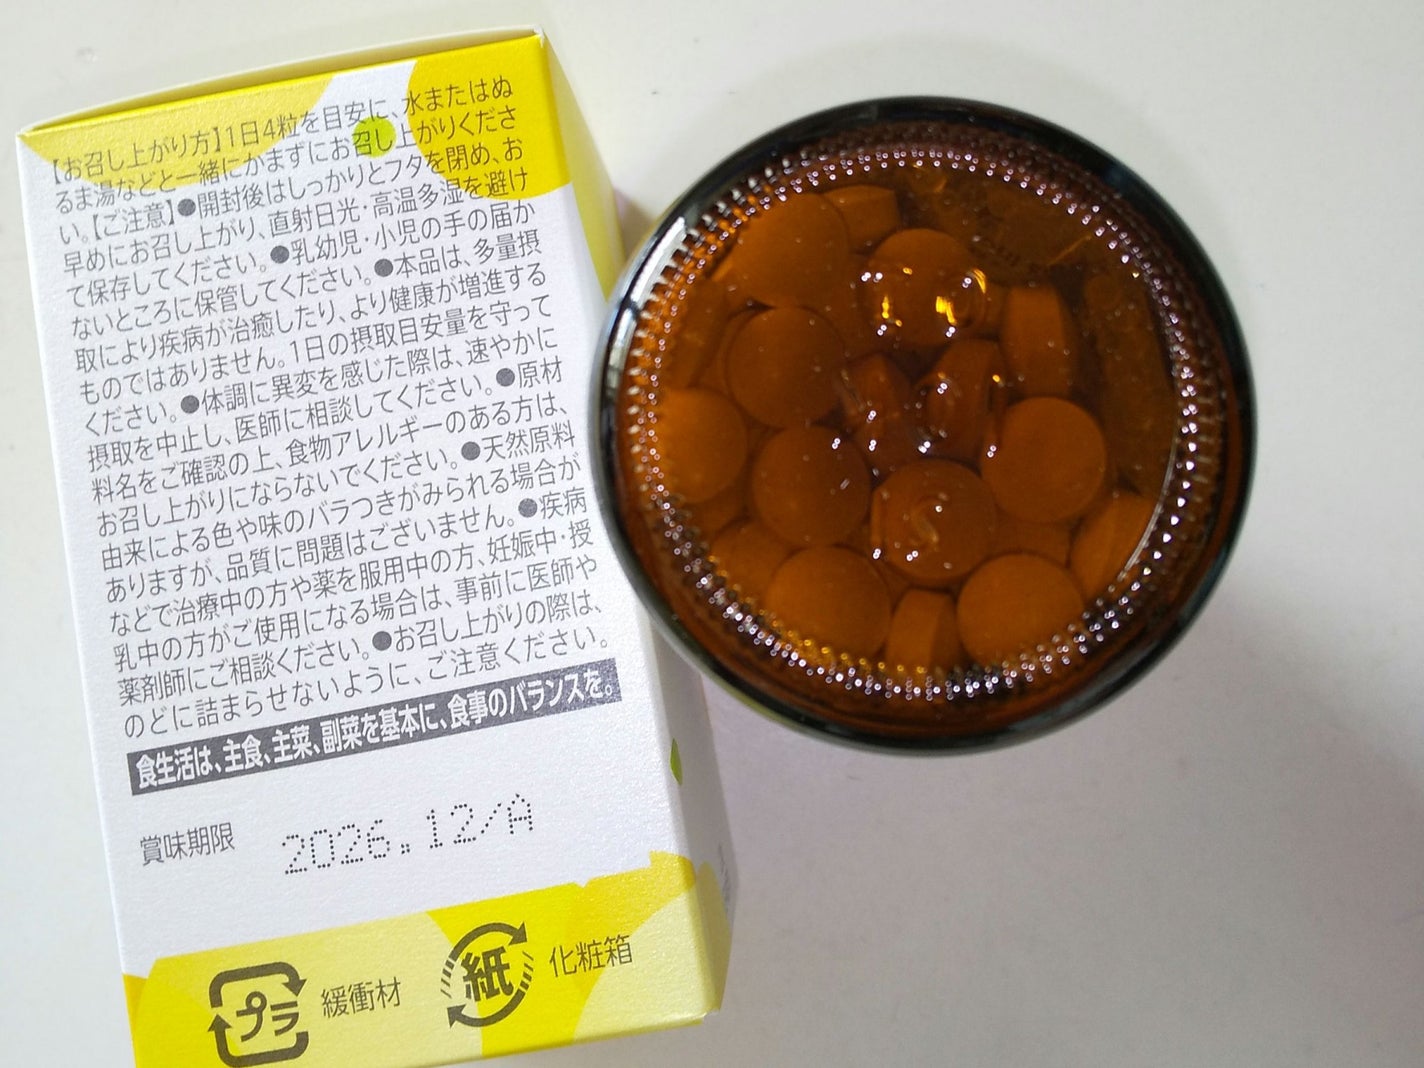 【お召し上がり方】1日4粒を目安に、水またはぬ
るま湯などと一緒にかまずにお召し上がりくださ
い。【ご注意】●開封後はしっかりとフタを閉め、お
早めにお召し上がり、直射日光・高温多湿を避け
て保存してください。●乳幼児・小児の手の届か
ないところに保管してください。●本品は、多量摂
取により疾病が治癒したり、より健康が増進する
ものではありません。1日の摂取目安量を守って
ください。●体調に異変を感じた際は、速やかに
摂取を中止し、医師に相談してください。●原材
料名をご確認の上、食物アレルギーのある方は、
お召し上がりにならないでください。●天然原料
由来による色や味のバラつきがみられる場合が
ありますが、品質に問題はございません。●疾病
などで治療中の方や薬を服用中の方、妊娠中・授
乳中の方がご使用になる場合は、事前に医師や
薬剤師にご相談ください。●お召し上がりの際は、
のどに詰まらせないように、ご注意ください。
食生活は、主食、主菜、副菜を基本に、食事のバランスを。
賞味期限 2026.12/A
プラ 緩衝材 紙 化粧箱